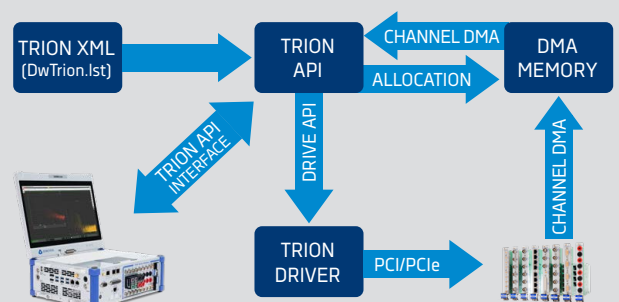 TRION XML
(DwTrion.lst)
TRION
API
CHANNEL DMA
ALLOCATION
DMA
MEMORY
TRION API
INTERFACE
DRIVE API
CHANNEL DMA
TRION
DRIVER
PCI/PCIe